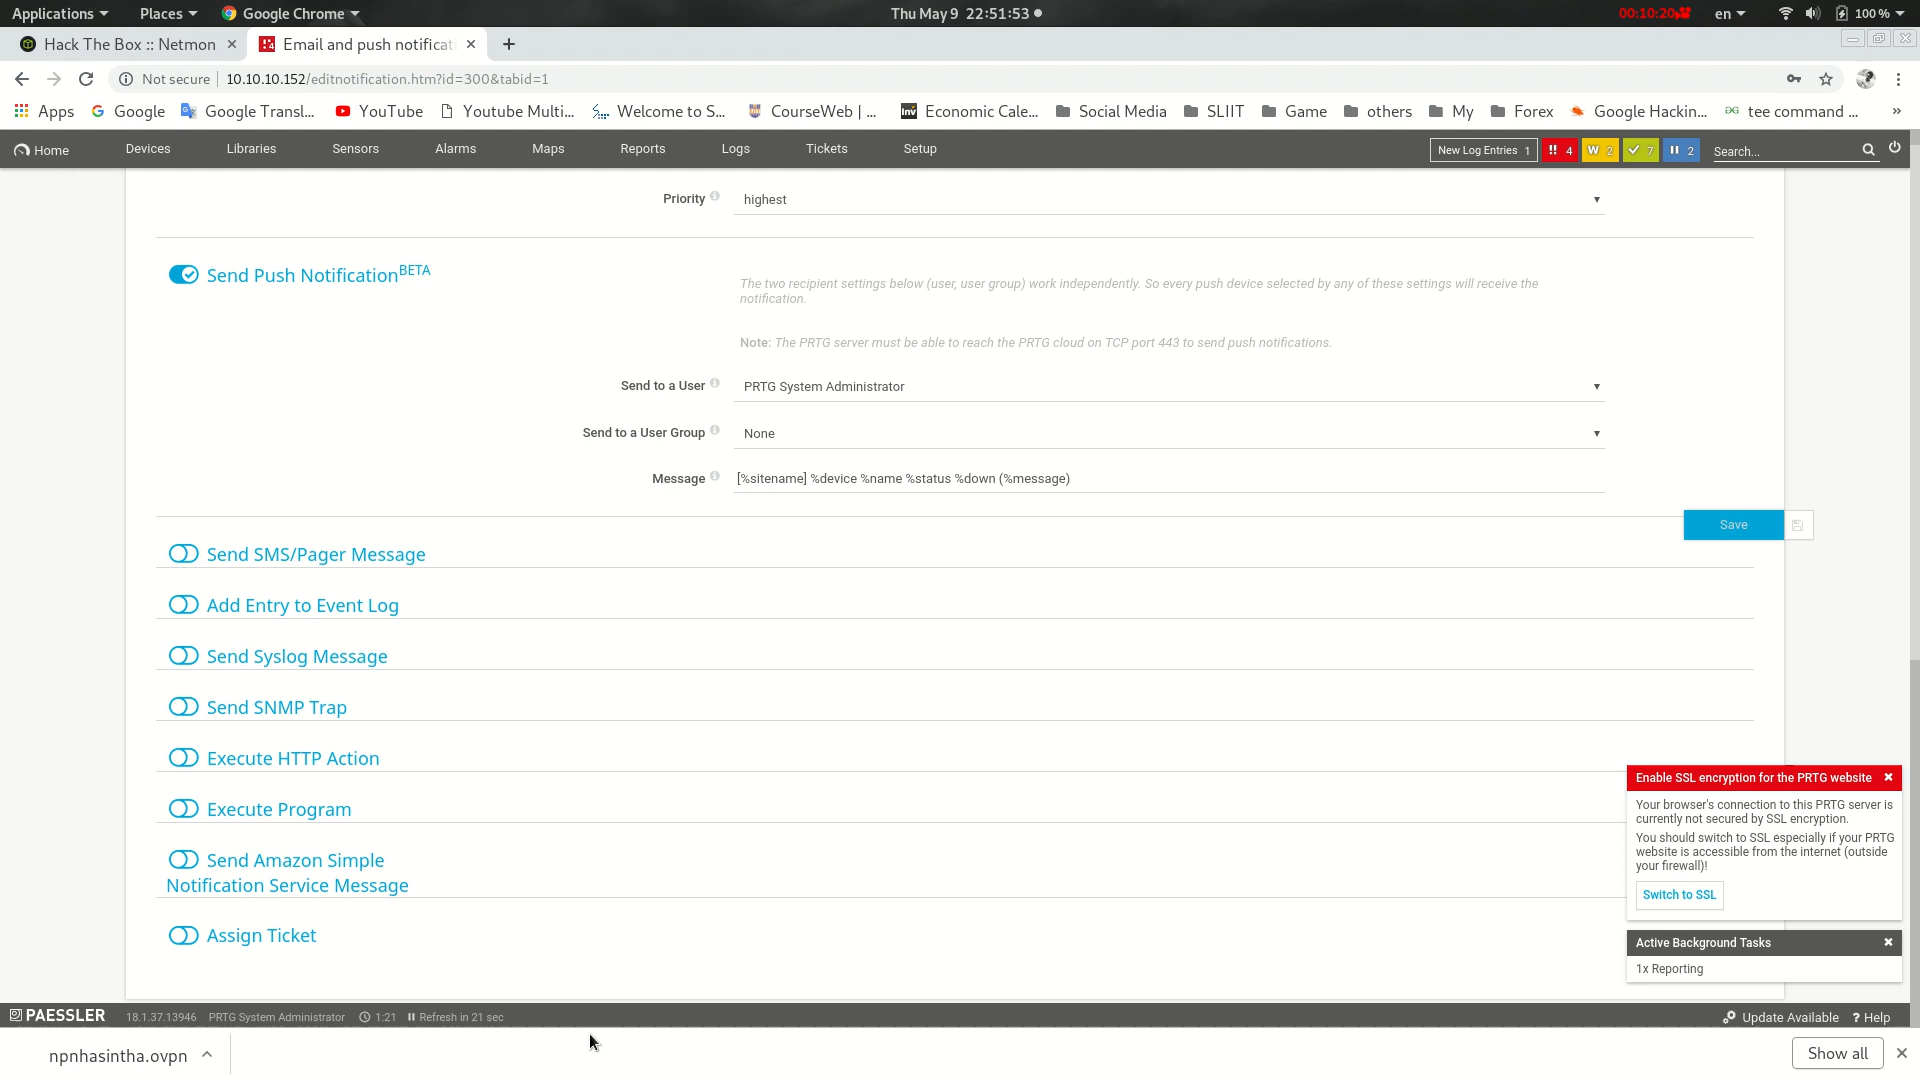 Applications Places Google Chrome Thu May 9 22:51:53 00:10:20 en 100 %
Hack The Box :: Netmon Email and push notificati
Not secure 10.10.10.152/editnotification.htm?id=300&tabid=1
Apps Google Google Transl... YouTube Youtube Multi... Welcome to S... CourseWeb | ... Economic Cale... Social Media SLIIT Game others My Forex Google Hackin... tee command ... »
Home Devices Libraries Sensors Alarms Maps Reports Logs Tickets Setup New Log Entries 1 !! 4 W 2 7 2 Search...
Priority highest
Send Push NotificationBETA
The two recipient settings below (user, user group) work independently. So every push device selected by any of these settings will receive the
notification.
Note: The PRTG server must be able to reach the PRTG cloud on TCP port 443 to send push notifications.
Send to a User PRTG System Administrator
Send to a User Group None
Message [%sitename] %device %name %status %down (%message)
Save
Send SMS/Pager Message
Add Entry to Event Log
Send Syslog Message
Send SNMP Trap
Execute HTTP Action
Execute Program
Send Amazon Simple
Notification Service Message
Assign Ticket
Enable SSL encryption for the PRTG website
Your browser's connection to this PRTG server is
currently not secured by SSL encryption.
You should switch to SSL especially if your PRTG
website is accessible from the internet (outside
your firewall)!
Switch to SSL
Active Background Tasks
1x Reporting
PAESSLER 18.1.37.13946 PRTG System Administrator 1:21 Refresh in 21 sec Update Available ? Help
npnhasintha.ovpn Show all